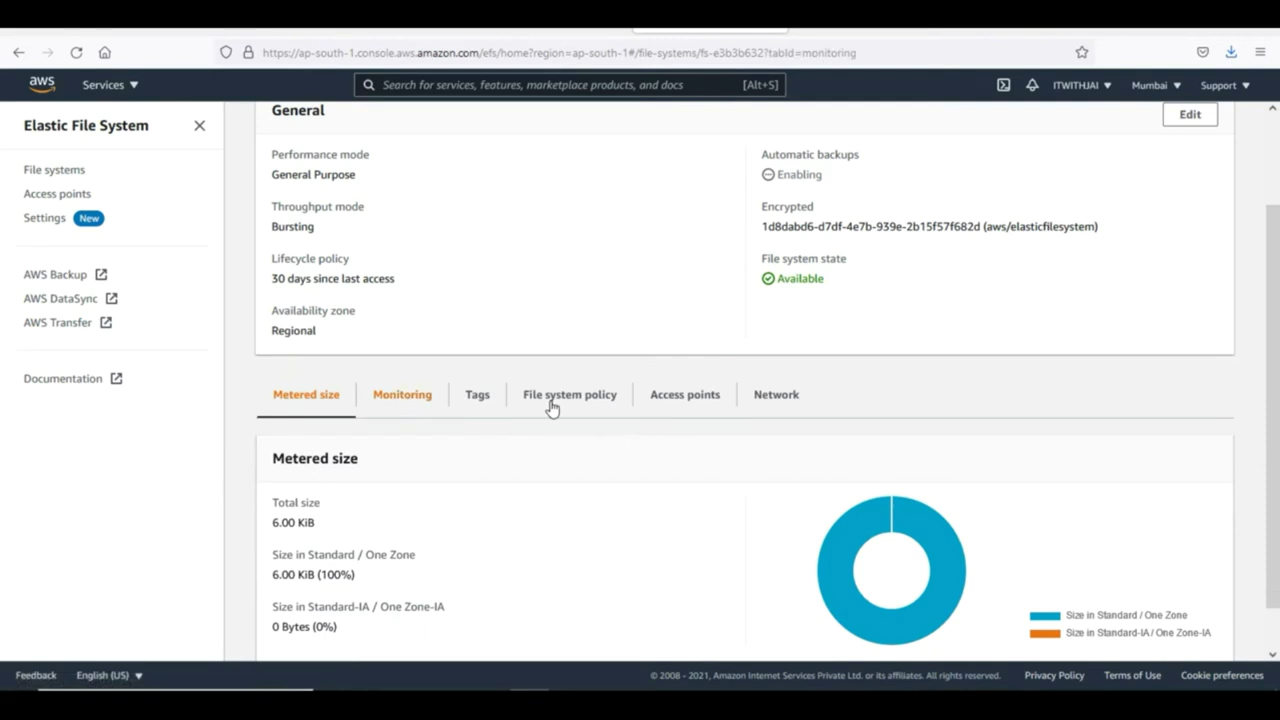 https://ap-south-1.console.aws.amazon.com/efs/home?region=ap-south-1#/file-systems/fs-e3b3b632?tabId=monitoring
aws
Services
Search for services, features, marketplace products, and docs
[Alt+S]
ITWITHJAI
Mumbai
Support
Elastic File System
File systems
Access points
Settings New
AWS Backup
AWS DataSync
AWS Transfer
Documentation
General
Edit
Performance mode
General Purpose
Throughput mode
Bursting
Lifecycle policy
30 days since last access
Availability zone
Regional
Automatic backups
Enabling
Encrypted
1d8dabd6-d7df-4e7b-939e-2b15f57f682d (aws/elasticfilesystem)
File system state
Available
Metered size
Monitoring
Tags
File system policy
Access points
Network
Metered size
Total size
6.00 KiB
Size in Standard / One Zone
6.00 KiB (100%)
Size in Standard-IA / One Zone-IA
0 Bytes (0%)
Size in Standard / One Zone
Size in Standard-IA / One Zone-IA
Feedback
English (US)
© 2008 - 2021, Amazon Internet Services Private Ltd. or its affiliates. All rights reserved.
Privacy Policy
Terms of Use
Cookie preferences